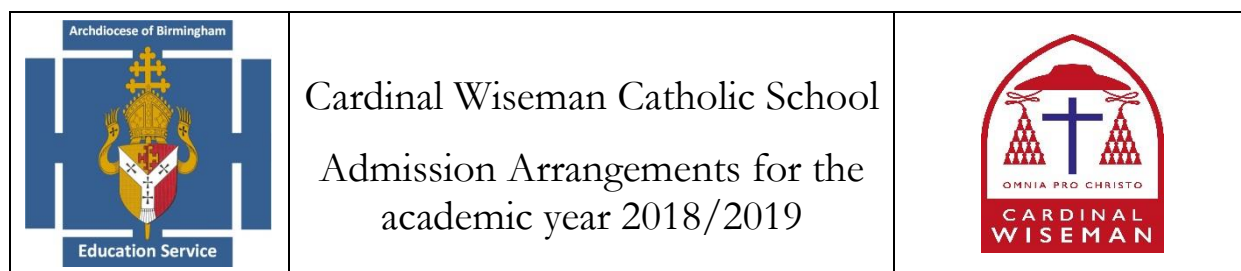 Archdiocese of Birmingham
Education Service
Cardinal Wiseman Catholic School
Admission Arrangements for the
academic year 2018/2019
OMNIA PRO CHRISTO
CARDINAL
WISEMAN